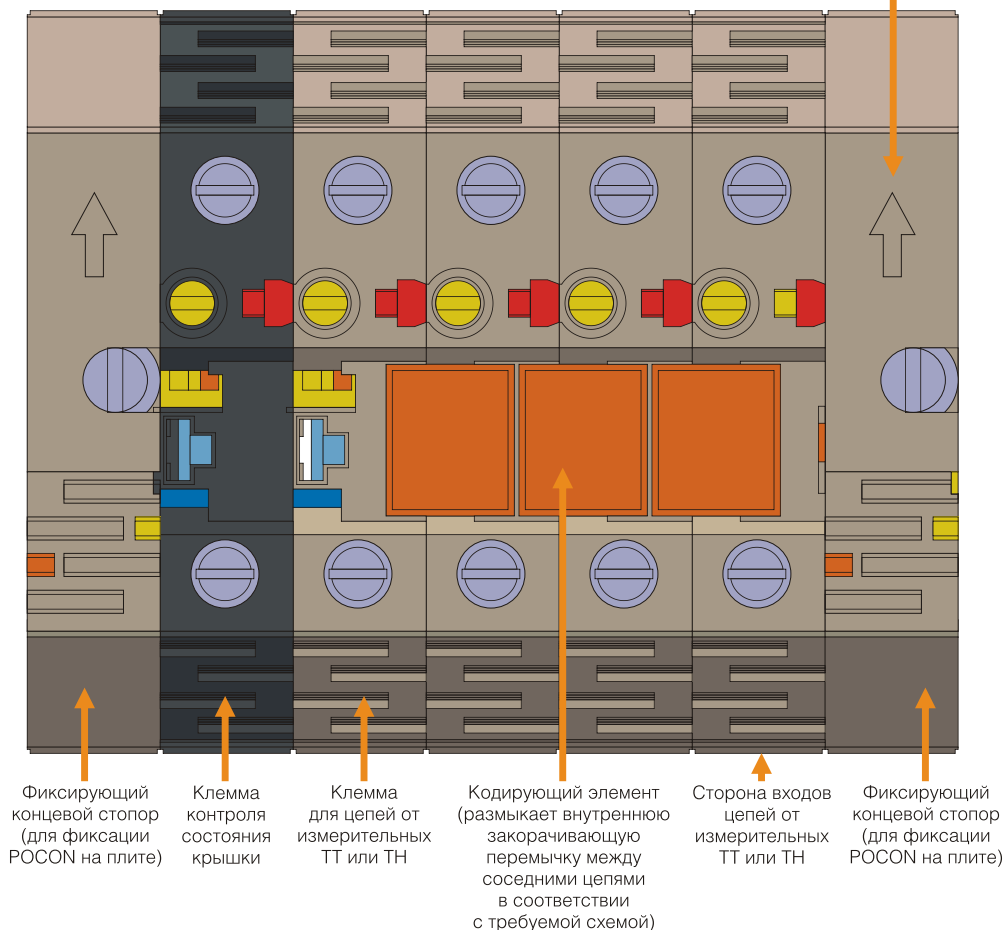 Фиксирующий
концевой стопор
(для фиксации
POCON на плите)
Клемма
контроля
состояния
крышки
Клемма
для цепей от
измерительных
ТТ или ТН
Кодирующий элемент
(размыкает внутреннюю
закорачивающую
перемычку между
соседними цепями
в соответствии
с требуемой схемой)
Сторона входов
цепей от
измерительных
ТТ или ТН
Фиксирующий
концевой стопор
(для фиксации
POCON на плите)